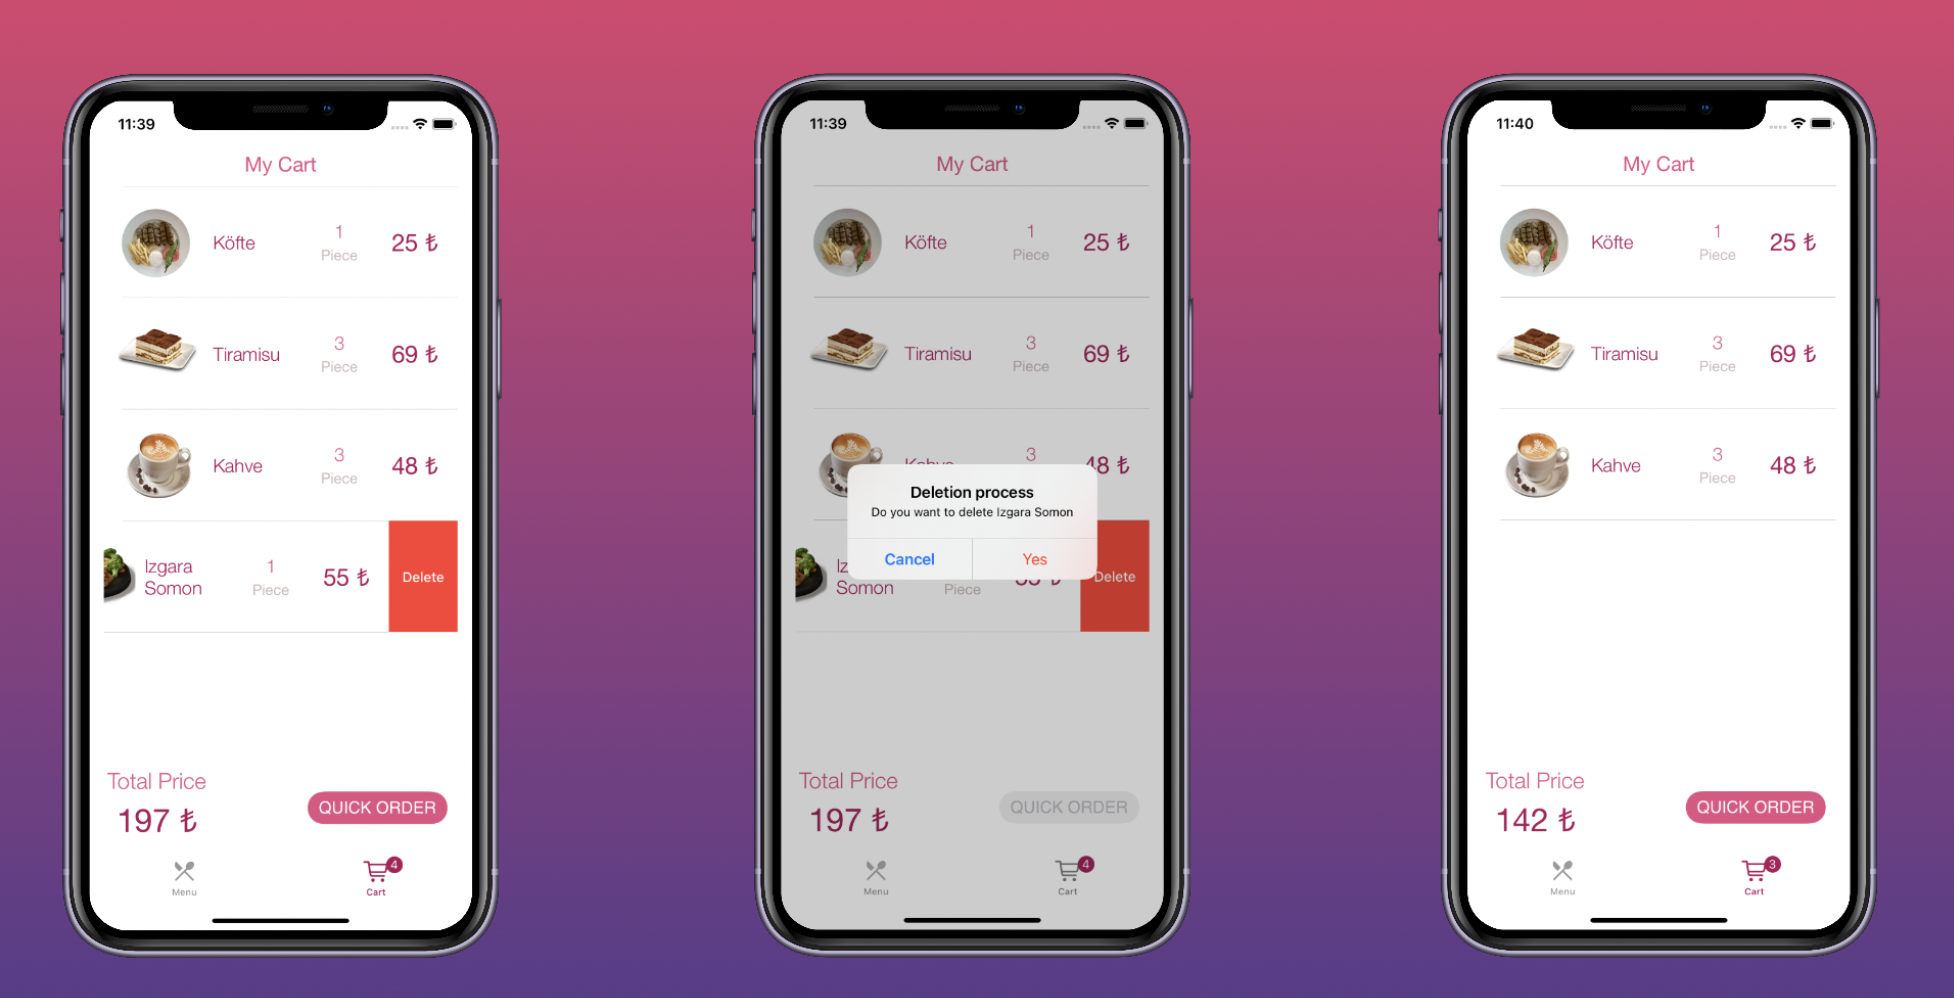 11:39
My Cart
Köfte
1
Piece
25 ₺
Tiramisu
3
Piece
69 ₺
Kahve
3
Piece
48 ₺
Izgara
Somon
1
Piece
55 ₺
Delete
Total Price
197 ₺
QUICK ORDER
Menu
4
Cart
11:39
My Cart
Köfte
1
Piece
25 ₺
Tiramisu
3
Piece
69 ₺
Kahve
3
48 ₺
Deletion process
Do you want to delete Izgara Somon
Cancel
Yes
Iz
Somon
Piece
55 ₺
Delete
Total Price
197 ₺
QUICK ORDER
Menu
4
Cart
11:40
My Cart
Köfte
1
Piece
25 ₺
Tiramisu
3
Piece
69 ₺
Kahve
3
Piece
48 ₺
Total Price
142 ₺
QUICK ORDER
Menu
3
Cart